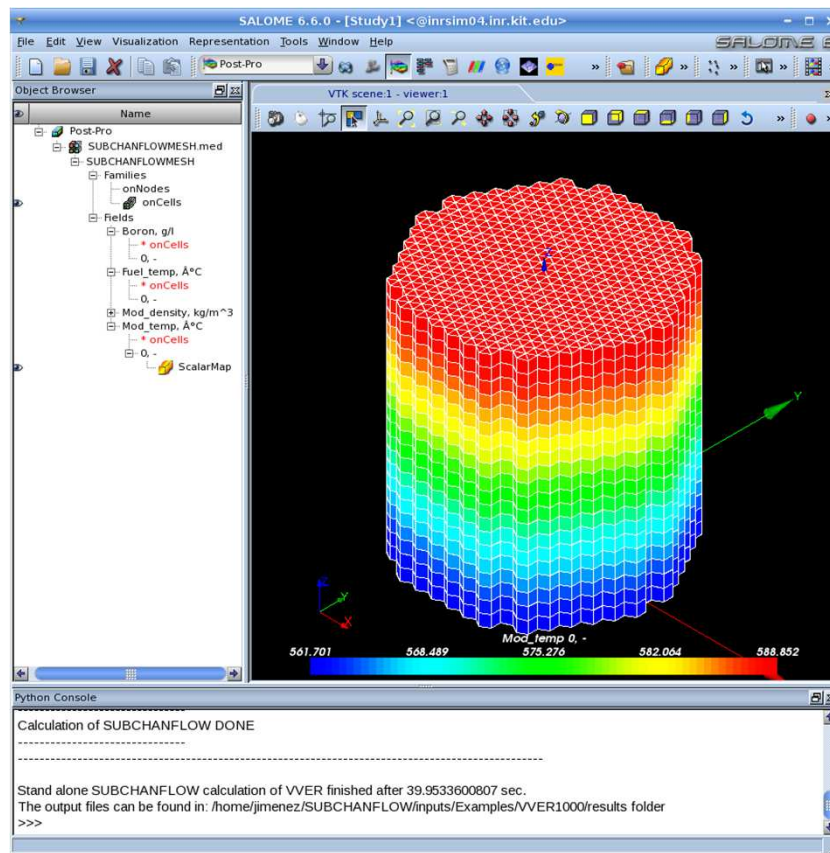 SALOME 6.6.0 - [Study1] <@inrsim04.inr.kit.edu>
File Edit View Visualization Representation Tools Window Help
SALOME 6
Post-Pro
» » » » »
Object Browser
VTK scene:1 - viewer:1
Name
»
Post-Pro
SUBCHANFLOWMESH.med
SUBCHANFLOWMESH
Families
onNodes
onCells
Fields
Boron, g/l
* onCells
0, -
Fuel_temp, Å°C
* onCells
0, -
Mod_density, kg/m^3
Mod_temp, Å°C
* onCells
0, -
ScalarMap
Z
Y
Z
Y
X
Mod_temp 0, -
561.701 568.489 575.276 582.064 588.852
Python Console
------------------------------
Calculation of SUBCHANFLOW DONE
------------------------------
----------------------------------------------------------------------------------------------
Stand alone SUBCHANFLOW calculation of VVER finished after 39.9533600807 sec.
The output files can be found in: /home/jimenez/SUBCHANFLOW/inputs/Examples/VVER1000/results folder
>>>